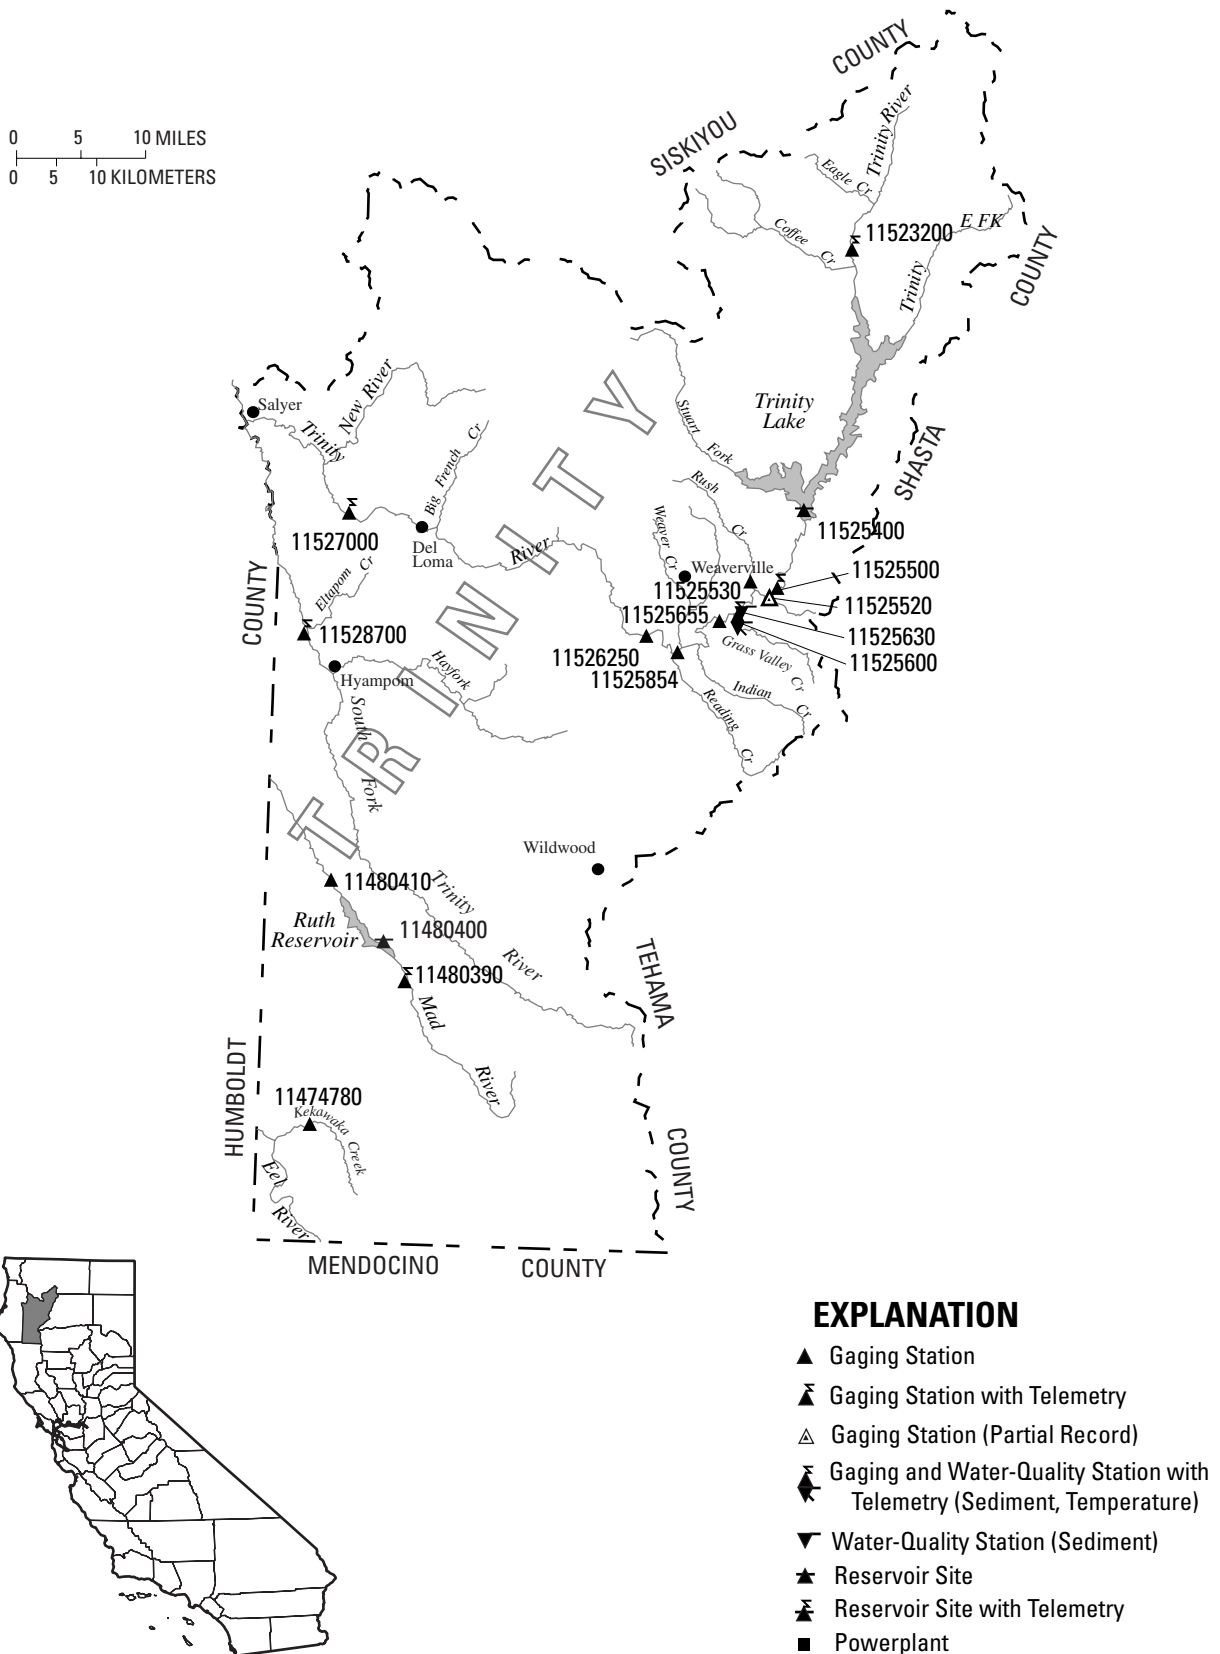 COUNTY
SISKIYOU
0 5 10 MILES
0 5 10 KILOMETERS
Trinity River
Eagle Cr
E FK
11523200
Coffee Cr
COUNTY
Trinity
New River
Salyer
Trinity
Trinity
Lake
Stuart Fork
SHASTA
Big French Cr
TRINITY
Rush Cr
11525400
11527000
Del
Loma
River
Weaver Cr
Weaverville
11525500
11525530
11525520
11525655
11525630
11525600
Eltapom Cr
COUNTY
11528700
11526250
11525854
Grass Valley Cr
Hyampom
Hayfork
Indian Cr
Reading Cr
South Fork
Wildwood
11480410
Trinity
Ruth
Reservoir
11480400
River
11480390
TEHAMA
Mad
River
HUMBOLDT
11474780
Kekawaka Creek
COUNTY
Eel
River
MENDOCINO COUNTY
EXPLANATION
Gaging Station
Gaging Station with Telemetry
Gaging Station (Partial Record)
Gaging and Water-Quality Station with
Telemetry (Sediment, Temperature)
Water-Quality Station (Sediment)
Reservoir Site
Reservoir Site with Telemetry
Powerplant